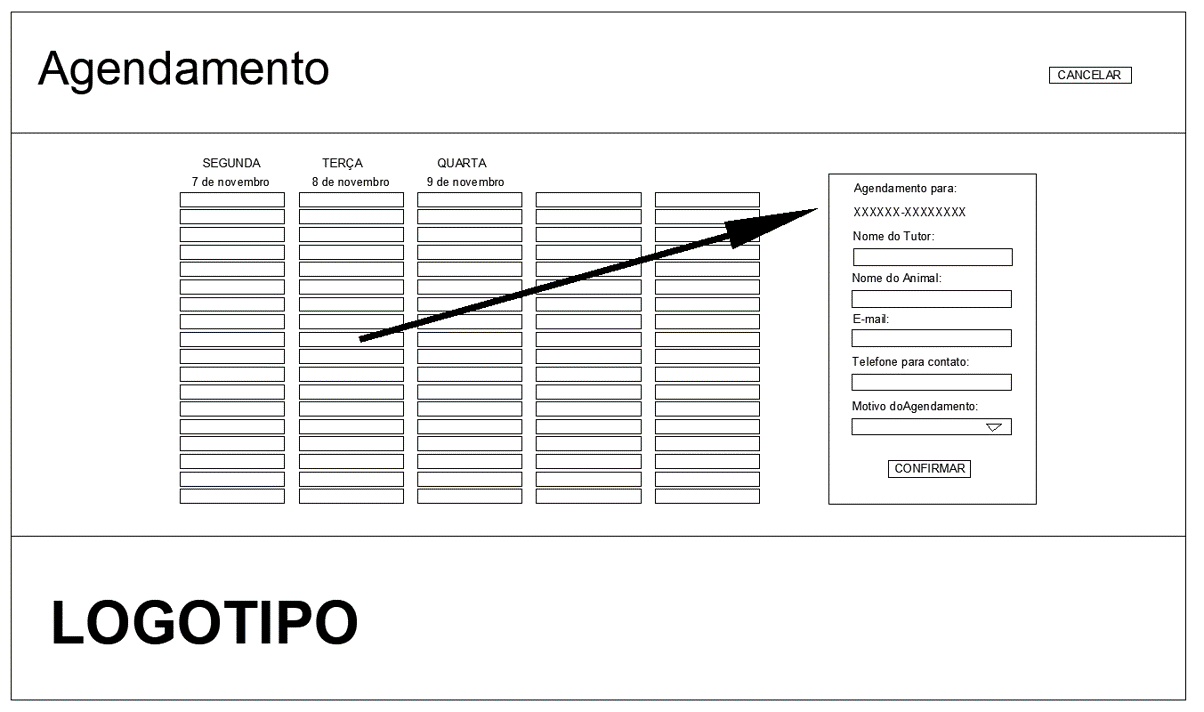 Agendamento
CANCELAR
SEGUNDA
7 de novembro
TERÇA
8 de novembro
QUARTA
9 de novembro
Agendamento para:
XXXXXX-XXXXXXXX
Nome do Tutor:
Nome do Animal:
E-mail:
Telefone para contato:
Motivo doAgendamento:
CONFIRMAR
LOGOTIPO